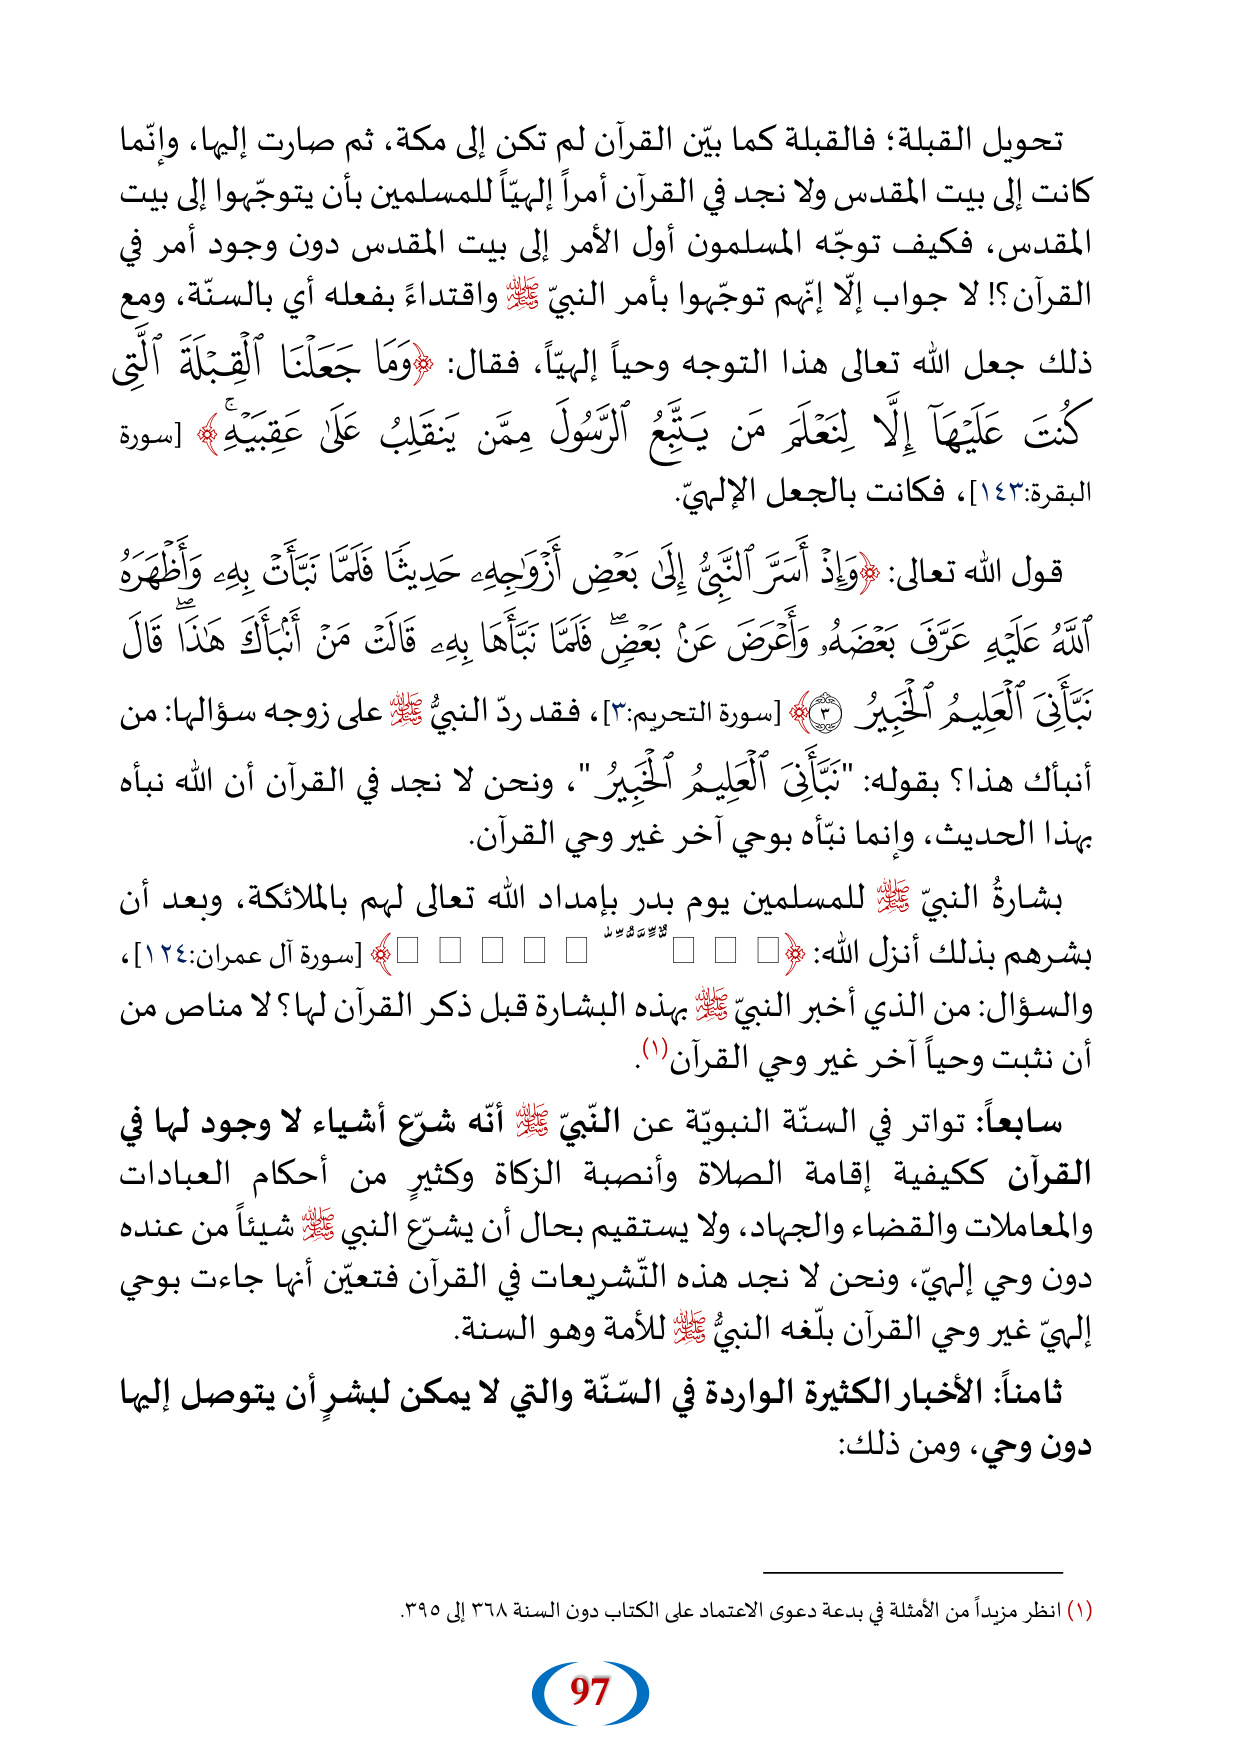 تحويل القبلة؛ فالقبلة كما بيّن القرآن لم تكن إلى مكة، ثم صارت إليها، وإنّما
كانت إلى بيت المقدس ولا نجد في القرآن أمراً إلهيّاً للمسلمين بأن يتوجّهوا إلى بيت
المقدس، فكيف توجّه المسلمون أول الأمر إلى بيت المقدس دون وجود أمر في
القرآن؟! لا جواب إلّا إنّهم توجّهوا بأمر النبيّ ﷺ واقتداءً بفعله أي بالسنّة، ومع
ذلك جعل الله تعالى هذا التوجه وحياً إلهيّاً، فقال: ﴿وَمَا جَعَلۡنَا ٱلۡقِبۡلَةَ ٱلَّتِي
كُنتَ عَلَيۡهَآ إِلَّا لِنَعۡلَمَ مَن يَتَّبِعُ ٱلرَّسُولَ مِمَّن يَنقَلِبُ عَلَىٰ عَقِبَيۡهِۚ﴾ [سورة
البقرة:١٤٣]، فكانت بالجعل الإلهيّ.
قول الله تعالى: ﴿وَإِذۡ أَسَرَّ ٱلنَّبِيُّ إِلَىٰ بَعۡضِ أَزۡوَٰجِهِۦ حَدِيثٗا فَلَمَّا نَبَّأَتۡ بِهِۦ وَأَظۡهَرَهُ
ٱللَّهُ عَلَيۡهِ عَرَّفَ بَعۡضَهُۥ وَأَعۡرَضَ عَنۢ بَعۡضٖۖ فَلَمَّا نَبَّأَهَا بِهِۦ قَالَتۡ مَنۡ أَنۢبَأَكَ هَٰذَاۖ قَالَ
نَبَّأَنِيَ ٱلۡعَلِيمُ ٱلۡخَبِيرُ ٣﴾ [سورة التحريم:٣]، فقد ردّ النبيُّ ﷺ على زوجه سؤالها: من
أنبأك هذا؟ بقوله: "نَبَّأَنِيَ ٱلۡعَلِيمُ ٱلۡخَبِيرُ"، ونحن لا نجد في القرآن أن الله نبأه
بهذا الحديث، وإنما نبّأه بوحي آخر غير وحي القرآن.
بشارةُ النبيّ ﷺ للمسلمين يوم بدر بإمداد الله تعالى لهم بالملائكة، وبعد أن
بشرهم بذلك أنزل الله: ﴿ ﴾ [سورة آل عمران:١٢٤]،
والسؤال: من الذي أخبر النبيّ ﷺ بهذه البشارة قبل ذكر القرآن لها؟ لا مناص من
أن نثبت وحياً آخر غير وحي القرآن(١).
سابعاً: تواتر في السنّة النبويّة عن النّبيّ ﷺ أنّه شرّع أشياء لا وجود لها في
القرآن ككيفية إقامة الصلاة وأنصبة الزكاة وكثيرٍ من أحكام العبادات
والمعاملات والقضاء والجهاد، ولا يستقيم بحال أن يشرّع النبي ﷺ شيئاً من عنده
دون وحي إلهيّ، ونحن لا نجد هذه التّشريعات في القرآن فتعيّن أنها جاءت بوحي
إلهيّ غير وحي القرآن بلّغه النبيُّ ﷺ للأمة وهو السنة.
ثامناً: الأخبار الكثيرة الواردة في السّنّة والتي لا يمكن لبشرٍ أن يتوصل إليها
دون وحي، ومن ذلك:
(١) انظر مزيداً من الأمثلة في بدعة دعوى الاعتماد على الكتاب دون السنة ٣٦٨ إلى ٣٩٥.
97